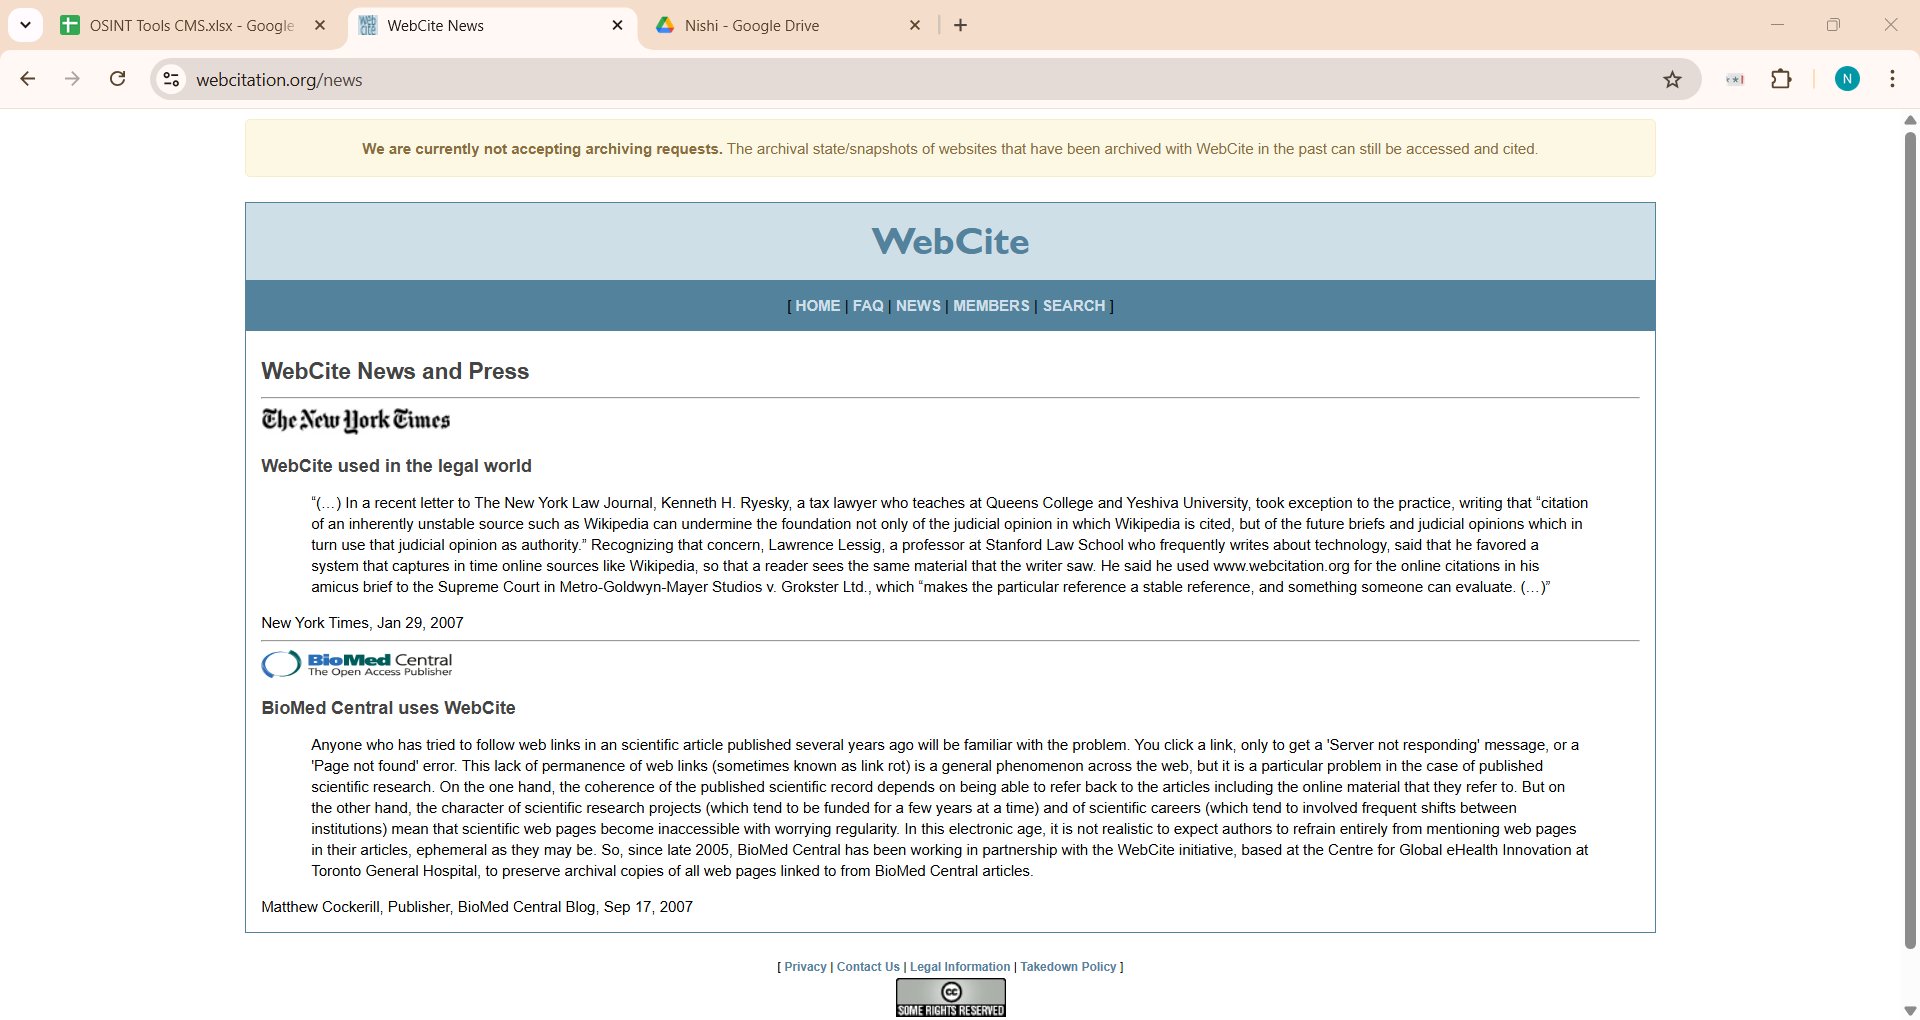 OSINT Tools CMS.xlsx - Google
WebCite News
Nishi - Google Drive
webcitation.org/news
N
We are currently not accepting archiving requests. The archival state/snapshots of websites that have been archived with WebCite in the past can still be accessed and cited.
WebCite
[ HOME | FAQ | NEWS | MEMBERS | SEARCH ]
WebCite News and Press
The New York Times
WebCite used in the legal world
“(…) In a recent letter to The New York Law Journal, Kenneth H. Ryesky, a tax lawyer who teaches at Queens College and Yeshiva University, took exception to the practice, writing that “citation
of an inherently unstable source such as Wikipedia can undermine the foundation not only of the judicial opinion in which Wikipedia is cited, but of the future briefs and judicial opinions which in
turn use that judicial opinion as authority.” Recognizing that concern, Lawrence Lessig, a professor at Stanford Law School who frequently writes about technology, said that he favored a
system that captures in time online sources like Wikipedia, so that a reader sees the same material that the writer saw. He said he used www.webcitation.org for the online citations in his
amicus brief to the Supreme Court in Metro-Goldwyn-Mayer Studios v. Grokster Ltd., which “makes the particular reference a stable reference, and something someone can evaluate. (…)”
New York Times, Jan 29, 2007
BioMed Central
The Open Access Publisher
BioMed Central uses WebCite
Anyone who has tried to follow web links in an scientific article published several years ago will be familiar with the problem. You click a link, only to get a 'Server not responding' message, or a
'Page not found' error. This lack of permanence of web links (sometimes known as link rot) is a general phenomenon across the web, but it is a particular problem in the case of published
scientific research. On the one hand, the coherence of the published scientific record depends on being able to refer back to the articles including the online material that they refer to. But on
the other hand, the character of scientific research projects (which tend to be funded for a few years at a time) and of scientific careers (which tend to involved frequent shifts between
institutions) mean that scientific web pages become inaccessible with worrying regularity. In this electronic age, it is not realistic to expect authors to refrain entirely from mentioning web pages
in their articles, ephemeral as they may be. So, since late 2005, BioMed Central has been working in partnership with the WebCite initiative, based at the Centre for Global eHealth Innovation at
Toronto General Hospital, to preserve archival copies of all web pages linked to from BioMed Central articles.
Matthew Cockerill, Publisher, BioMed Central Blog, Sep 17, 2007
[ Privacy | Contact Us | Legal Information | Takedown Policy ]
cc
SOME RIGHTS RESERVED